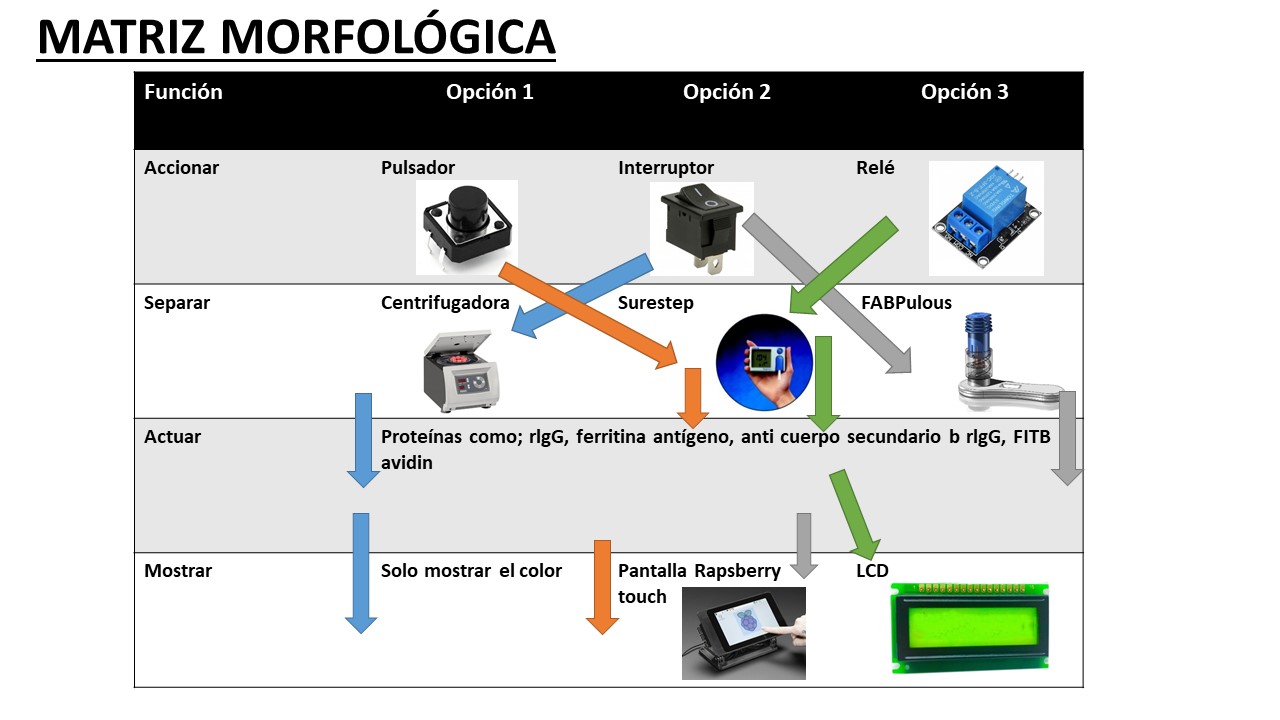 MATRIZ MORFOLÓGICA
Función Opción 1 Opción 2 Opción 3
Accionar Pulsador Interruptor Relé
Separar Centrifugadora Surestep FABPulous
Actuar Proteínas como; rlgG, ferritina antígeno, anti cuerpo secundario b rlgG, FITB
avidin
Mostrar Solo mostrar el color Pantalla Rapsberry LCD
touch